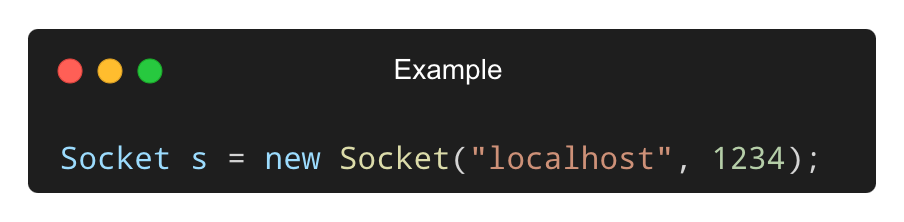 Example
Socket s = new Socket("localhost", 1234);